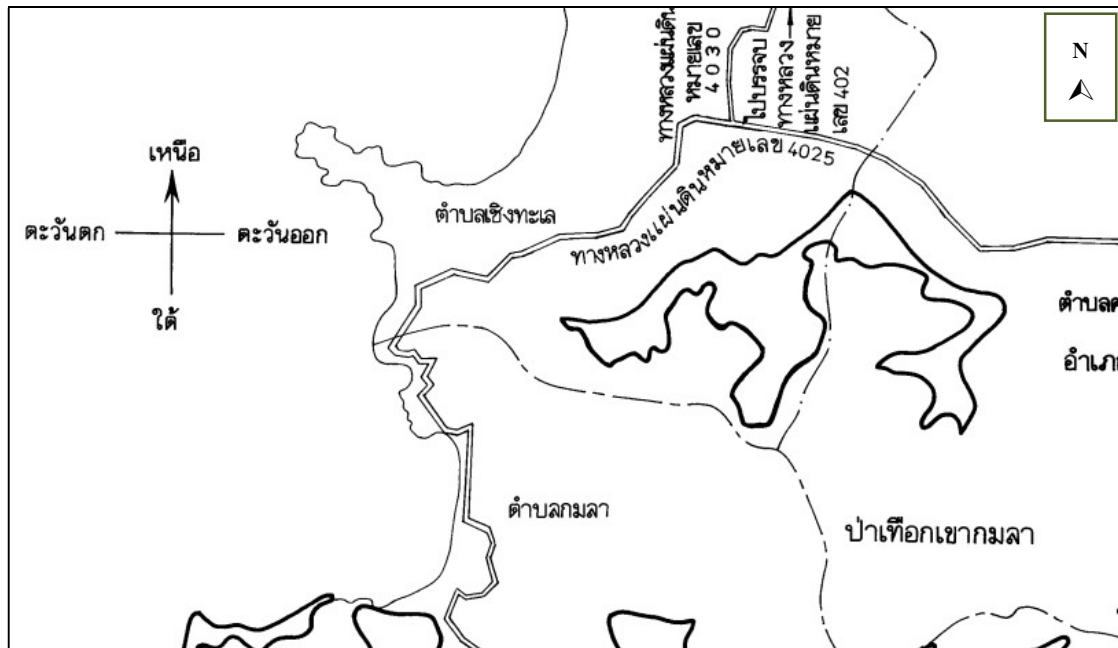 ทางหลวงแผ่นดิน
หมายเลข
4030
ไปบรรจบ
ทางหลวง
แผ่นดินหมาย
เลข 402
N
เหนือ
ตะวันตก
ตะวันออก
ใต้
ตำบลเชิงทะเล
ทางหลวงแผ่นดินหมายเลข 4025
ตำบลกมลา
ป่าเทือกเขากมลา